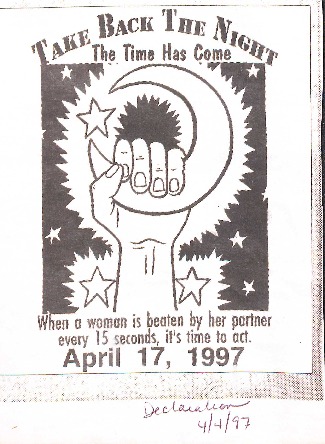 TAKE BACK THE NIGHT
The Time Has Come
When a woman is beaten by her partner
every 15 seconds, it's time to act.
April 17, 1997
Declaration
4/4/97